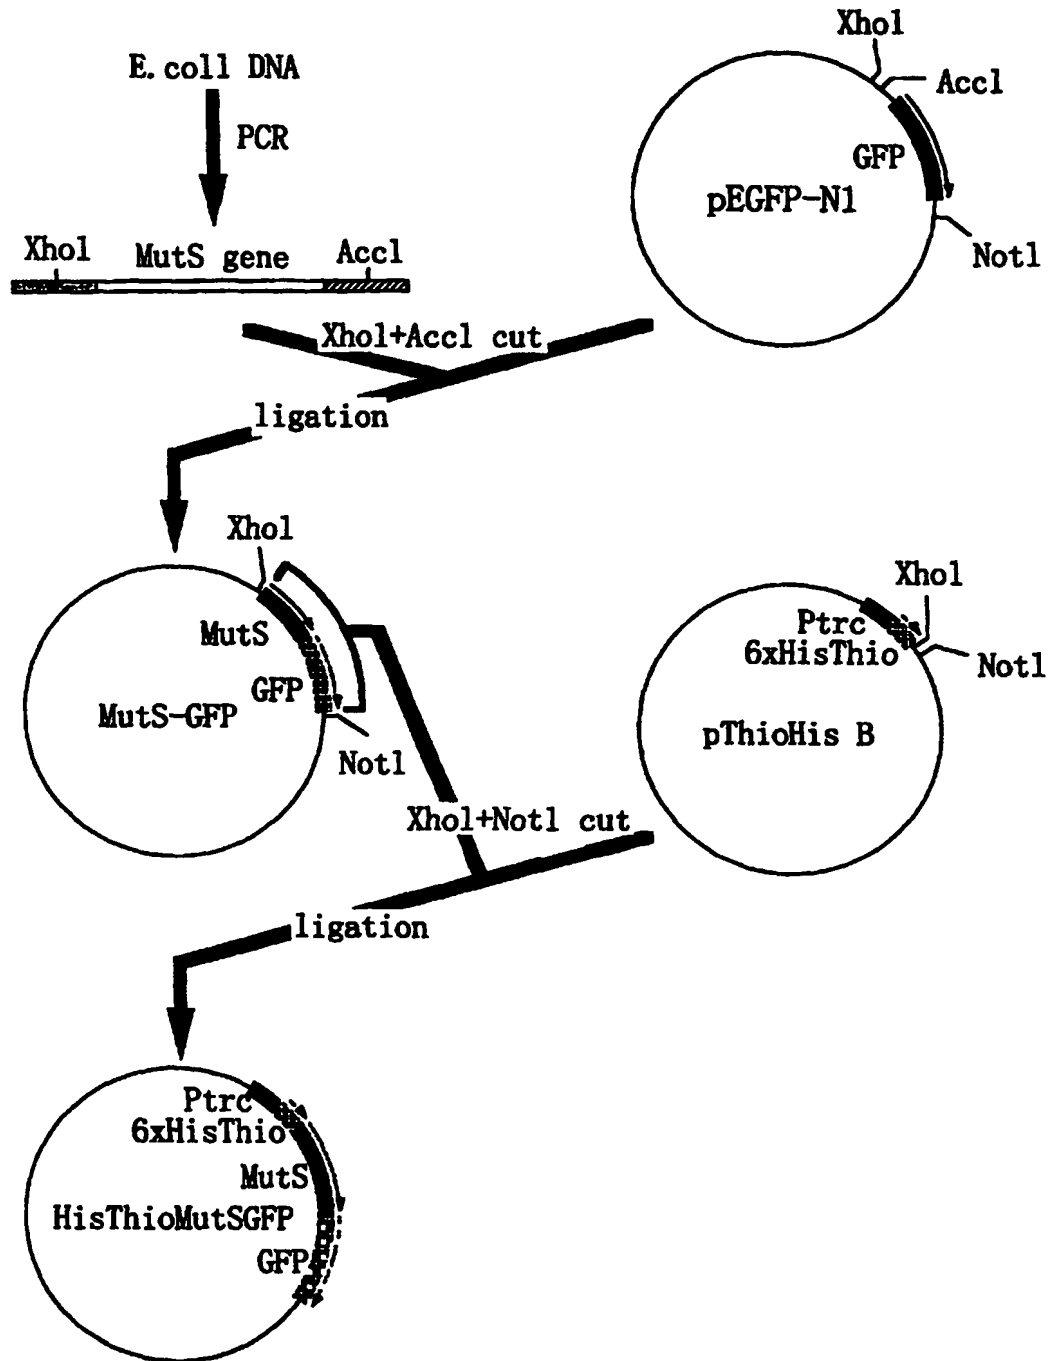 E.coll DNA
PCR
Xhol
MutS gene
Accl
Xhol
Accl
GFP
pEGFP-N1
Notl
Xhol+Accl cut
ligation
Xhol
MutS
GFP
MutS-GFP
Notl
Xhol
Ptrc
6xHisThio
Notl
pThioHis B
Xhol+Notl cut
ligation
Ptrc
6xHisThio
MutS
HisThioMutSGFP
GFP